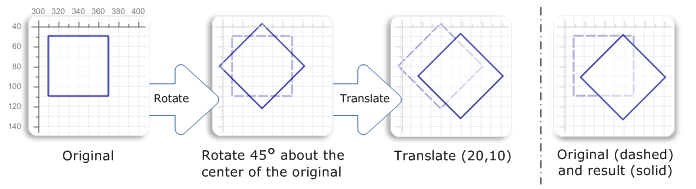 300 320 340 360 380 400
40
60
80
100
120
140
Rotate
Translate
Original
Rotate 45° about the
center of the original
Translate (20,10)
Original (dashed)
and result (solid)